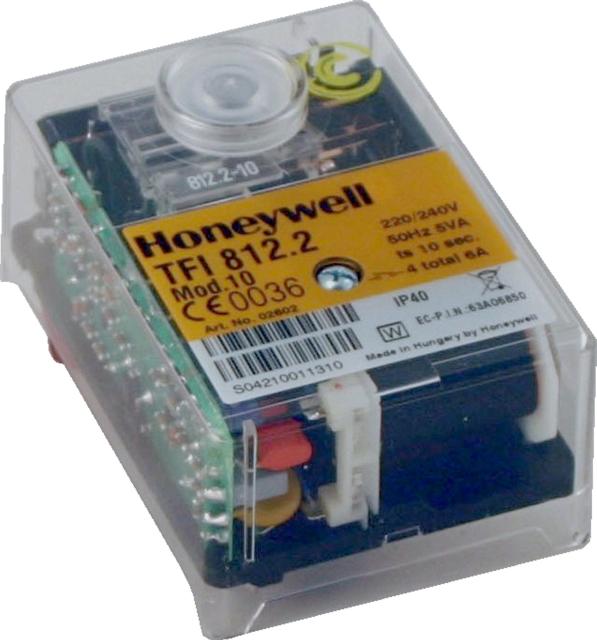 812.2-10
Honeywell
TFI 812.2
Mod.10
CE0036
Art. No. 02602
220/240V
50Hz 5VA
ts 10 sec.
4 total 6A
IP40
W EC-P.I.N.:63A06850
Made in Hungary by Honeywell
S04210011310